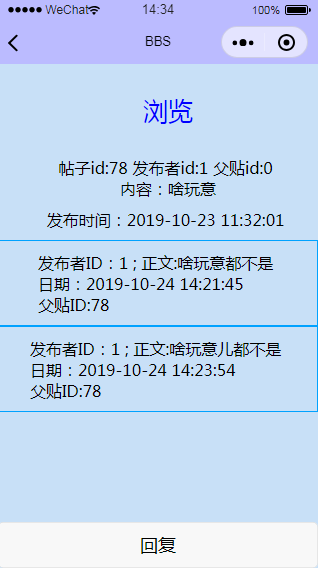 WeChat 14:34 100%
BBS
浏览
帖子id:78 发布者id:1 父贴id:0
内容：啥玩意
发布时间：2019-10-23 11:32:01
发布者ID：1 ; 正文:啥玩意都不是
日期：2019-10-24 14:21:45
父贴ID:78
发布者ID：1 ; 正文:啥玩意儿都不是
日期：2019-10-24 14:23:54
父贴ID:78
回复